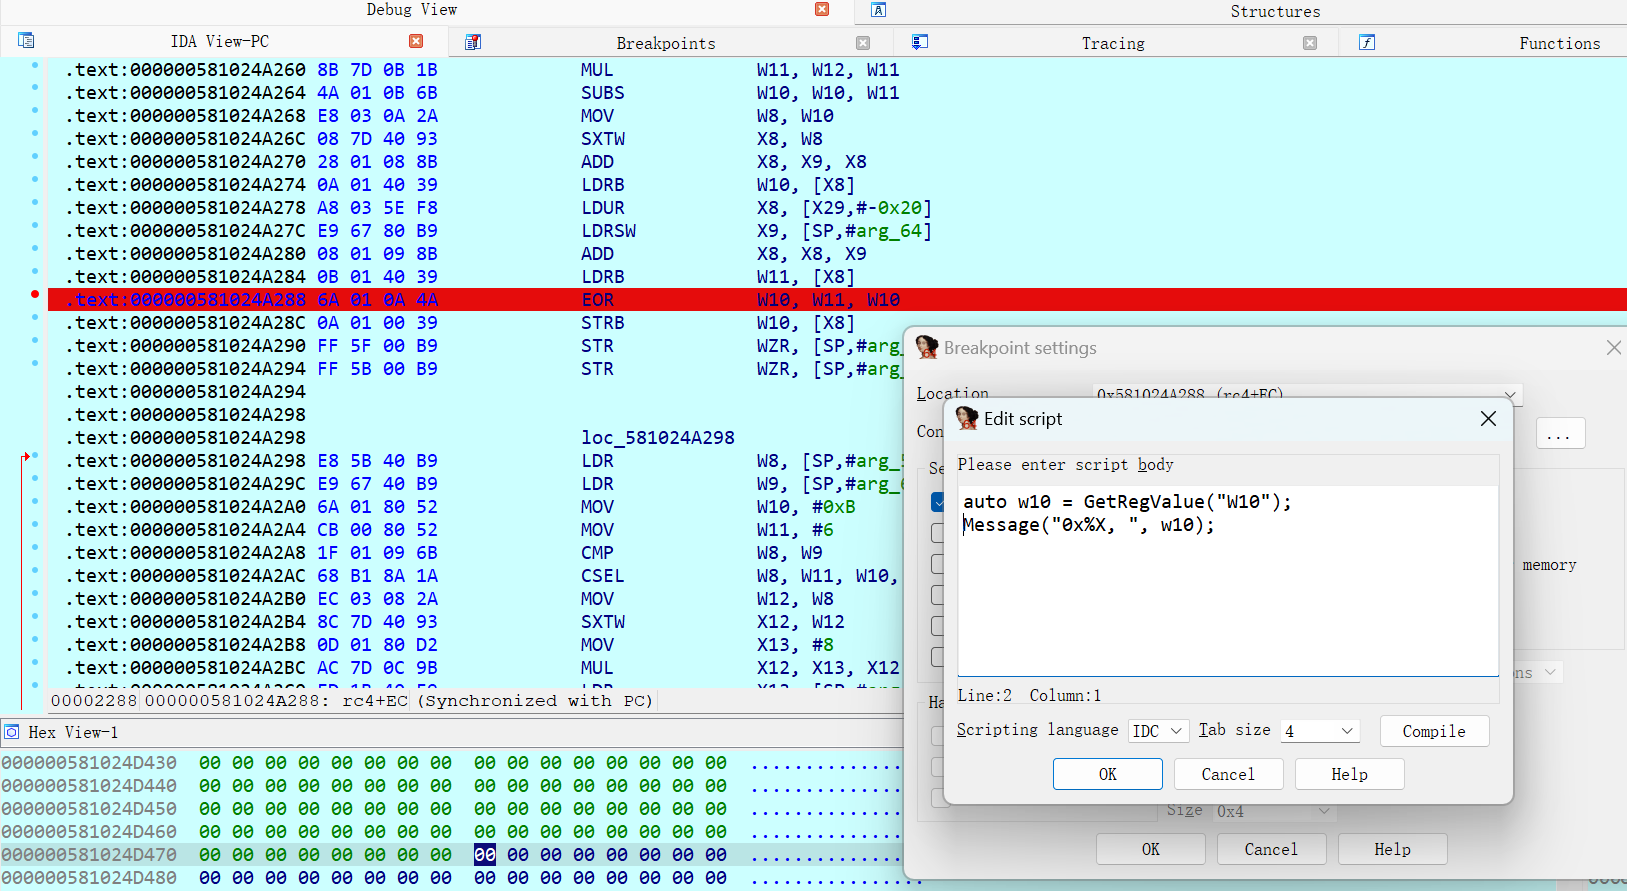 Debug View
Structures
IDA View-PC
Breakpoints
Tracing
Functions
.text:000000581024A260 8B 7D 0B 1B MUL W11, W12, W11
.text:000000581024A264 4A 01 0B 6B SUBS W10, W10, W11
.text:000000581024A268 E8 03 0A 2A MOV W8, W10
.text:000000581024A26C 08 7D 40 93 SXTW X8, W8
.text:000000581024A270 28 01 08 8B ADD X8, X9, X8
.text:000000581024A274 0A 01 40 39 LDRB W10, [X8]
.text:000000581024A278 A8 03 5E F8 LDUR X8, [X29,#-0x20]
.text:000000581024A27C E9 67 80 B9 LDRSW X9, [SP,#arg_64]
.text:000000581024A280 08 01 09 8B ADD X8, X8, X9
.text:000000581024A284 0B 01 40 39 LDRB W11, [X8]
.text:000000581024A288 6A 01 0A 4A EOR W10, W11, W10
.text:000000581024A28C 0A 01 00 39 STRB W10, [X8]
.text:000000581024A290 FF 5F 00 B9 STR WZR, [SP,#arg_
.text:000000581024A294 FF 5B 00 B9 STR WZR, [SP,#arg_
.text:000000581024A294
.text:000000581024A298
.text:000000581024A298 loc_581024A298
.text:000000581024A298 E8 5B 40 B9 LDR W8, [SP,#arg_
.text:000000581024A29C E9 67 40 B9 LDR W9, [SP,#arg_
.text:000000581024A2A0 6A 01 80 52 MOV W10, #0xB
.text:000000581024A2A4 CB 00 80 52 MOV W11, #6
.text:000000581024A2A8 1F 01 09 6B CMP W8, W9
.text:000000581024A2AC 68 B1 8A 1A CSEL W8, W11, W10,
.text:000000581024A2B0 EC 03 08 2A MOV W12, W8
.text:000000581024A2B4 8C 7D 40 93 SXTW X12, W12
.text:000000581024A2B8 0D 01 80 D2 MOV X13, #8
.text:000000581024A2BC AC 7D 0C 9B MUL X12, X13, X12
00002288 000000581024A288: rc4+EC (Synchronized with PC)
Hex View-1
000000581024D430 00 00 00 00 00 00 00 00 00 00 00 00 00 00 00 00 ................
000000581024D440 00 00 00 00 00 00 00 00 00 00 00 00 00 00 00 00 ................
000000581024D450 00 00 00 00 00 00 00 00 00 00 00 00 00 00 00 00 ................
000000581024D460 00 00 00 00 00 00 00 00 00 00 00 00 00 00 00 00 ................
000000581024D470 00 00 00 00 00 00 00 00 00 00 00 00 00 00 00 00 ................
000000581024D480 00 00 00 00 00 00 00 00 00 00 00 00 00 00 00 00 ................
Breakpoint settings
Location 0x581024A288 (rc4+EC)
Con
...
Se
memory
ns
Ha
Size 0x4
OK Cancel Help
Edit script
Please enter script body
auto w10 = GetRegValue("W10");
Message("0x%X, ", w10);
Line:2 Column:1
Scripting language IDC Tab size 4 Compile
OK Cancel Help